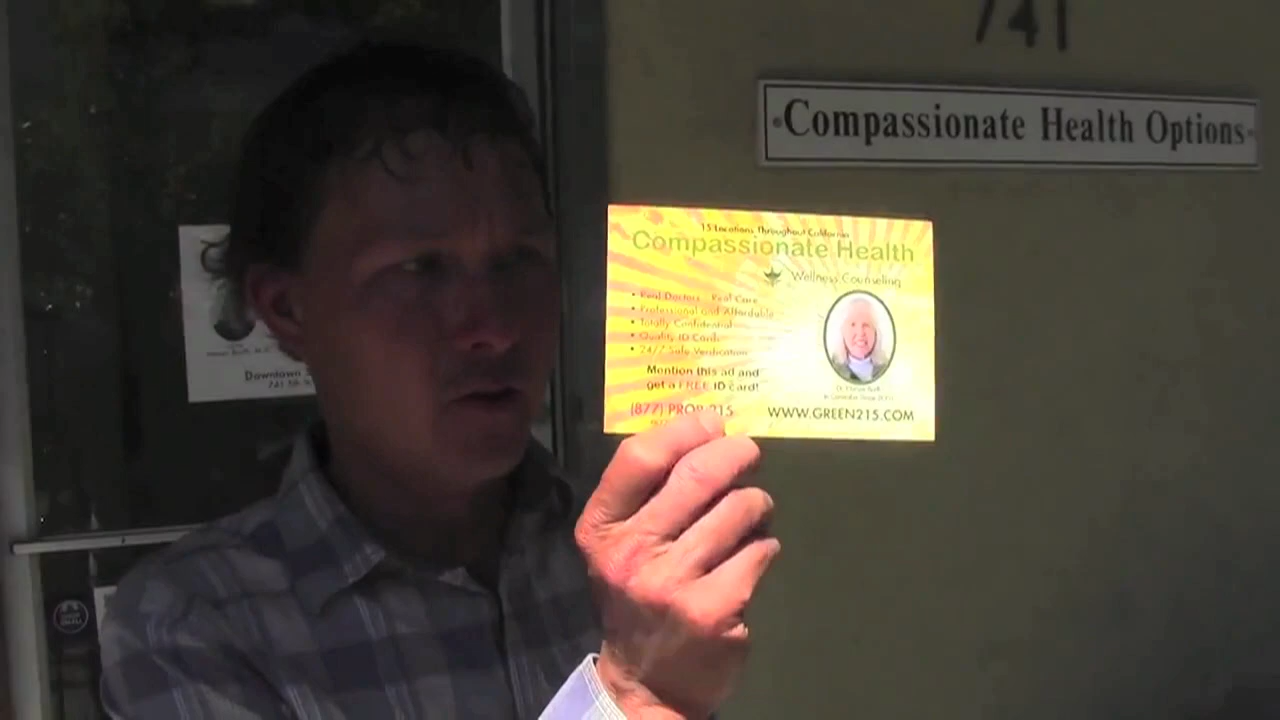 741
Compassionate Health Options
15 Locations Throughout California
Compassionate Health
Wellness Counseling
• Real Doctors Real Care
• Professional and Affordable
• Totally Confidential
• Quality ID Cards
• 24/7 Safe Verification
Mention this ad and
get a FREE ID card!
(877) PROP 215
WWW.GREEN215.COM
Downtown